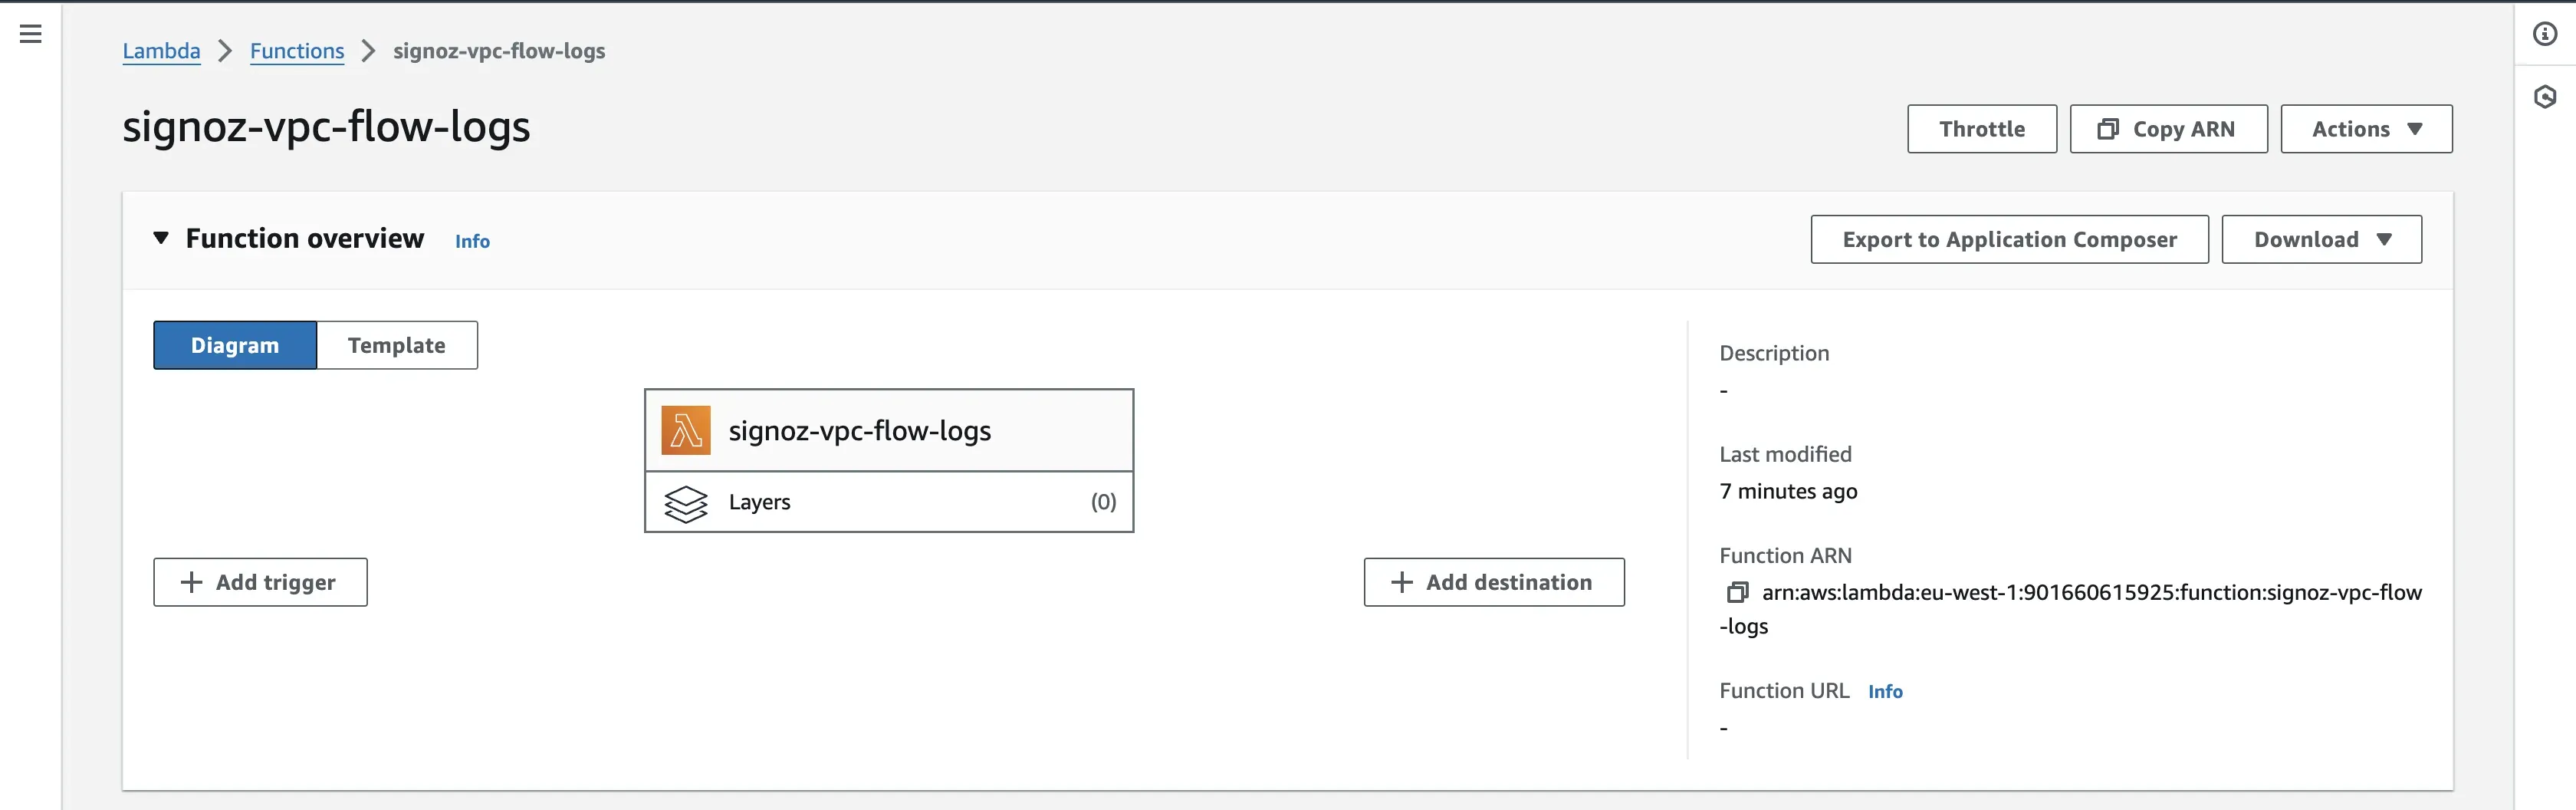 Lambda > Functions > signoz-vpc-flow-logs
signoz-vpc-flow-logs
Throttle
Copy ARN
Actions
Function overview Info
Export to Application Composer
Download
Diagram
Template
signoz-vpc-flow-logs
Layers (0)
+ Add trigger
+ Add destination
Description
-
Last modified
7 minutes ago
Function ARN
arn:aws:lambda:eu-west-1:901660615925:function:signoz-vpc-flow
-logs
Function URL Info
-